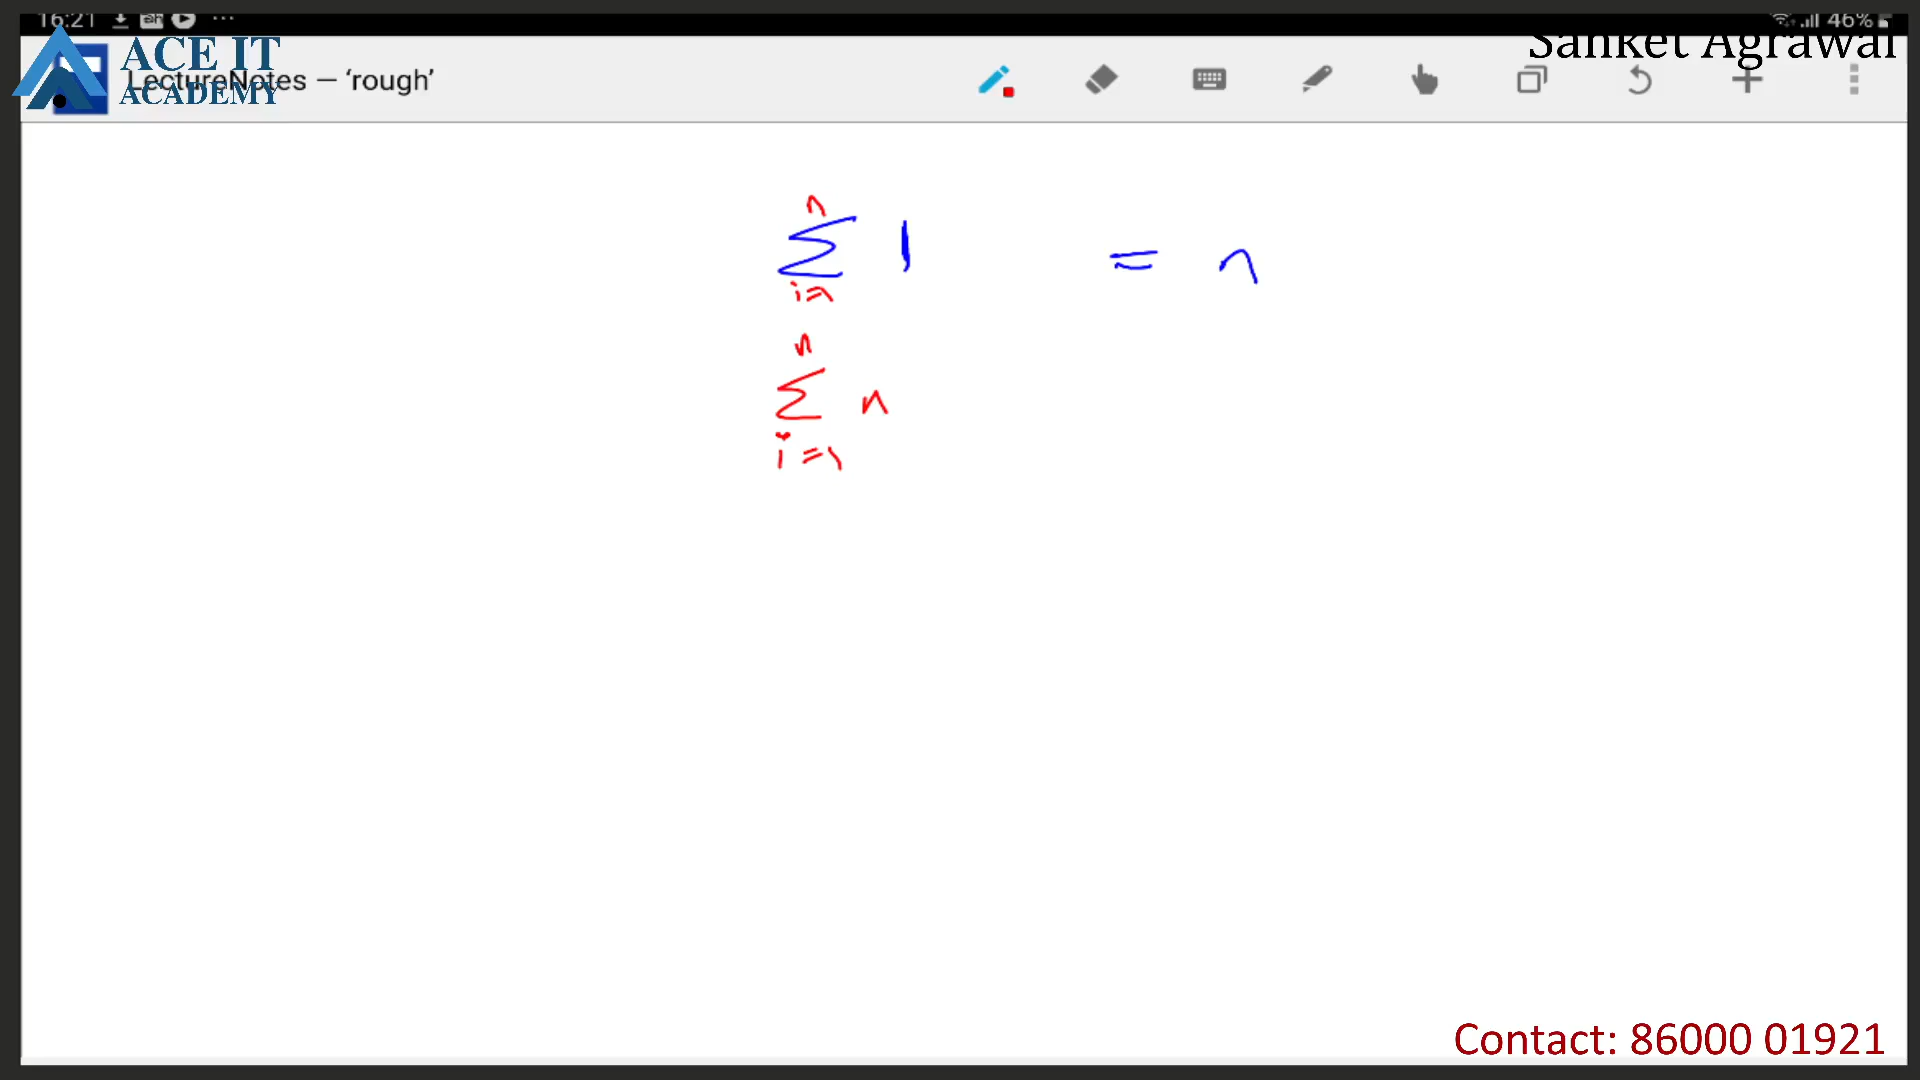 16:21 46%
Sanket Agrawal
ACE IT
ACADEMY
LectureNotes — ‘rough’
n
∑ 1 = n
i=1
n
∑ n
i=1
Contact: 86000 01921